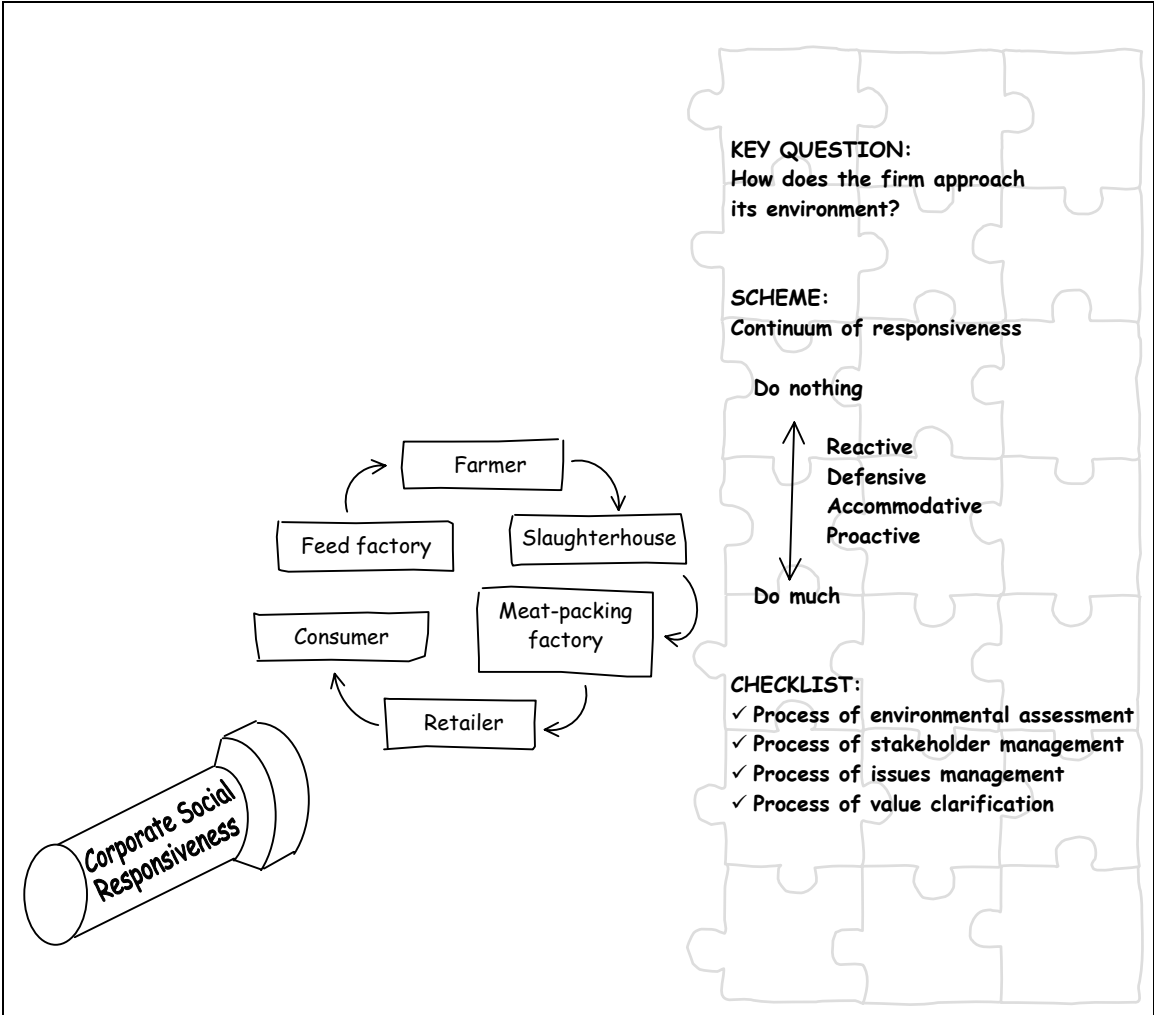 KEY QUESTION:
How does the firm approach
its environment?
SCHEME:
Continuum of responsiveness
Do nothing
Reactive
Defensive
Accommodative
Proactive
Do much
CHECKLIST:
✓ Process of environmental assessment
✓ Process of stakeholder management
✓ Process of issues management
✓ Process of value clarification
Farmer
Slaughterhouse
Feed factory
Meat-packing
factory
Consumer
Retailer
Corporate Social
Responsiveness